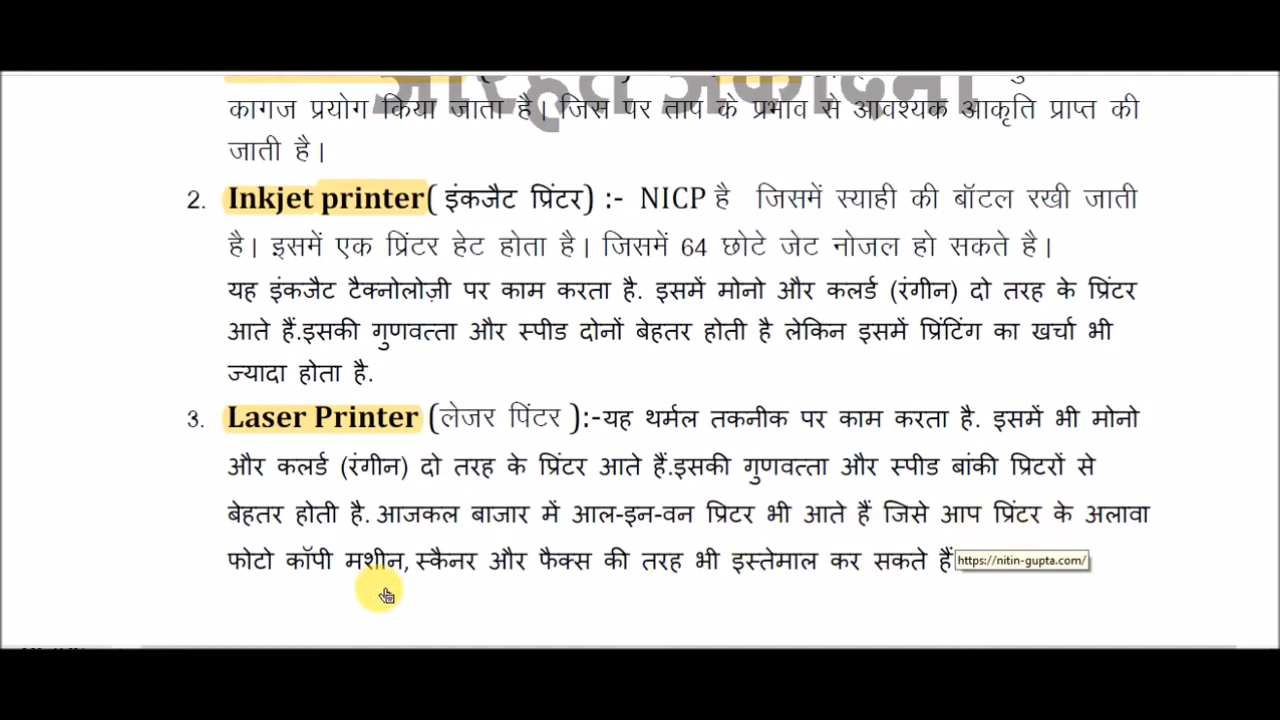 कागज प्रयोग किया जाता है। जिस पर ताप के प्रभाव से आवश्यक आकृति प्राप्त की
जाती है।
2. Inkjet printer( इंकजैट प्रिंटर) :- NICP है जिसमें स्याही की बॉटल रखी जाती
है। इसमें एक प्रिंटर हेट होता है। जिसमें 64 छोटे जेट नोजल हो सकते है।
यह इंकजैट टैक्नोलोज़ी पर काम करता है. इसमें मोनो और कलर्ड (रंगीन) दो तरह के प्रिंटर
आते हैं.इसकी गुणवत्ता और स्पीड दोनों बेहतर होती है लेकिन इसमें प्रिंटिंग का खर्चा भी
ज्यादा होता है.
3. Laser Printer (लेजर पिंटर ):-यह थर्मल तकनीक पर काम करता है. इसमें भी मोनो
और कलर्ड (रंगीन) दो तरह के प्रिंटर आते हैं.इसकी गुणवत्ता और स्पीड बांकी प्रिटरों से
बेहतर होती है. आजकल बाजार में आल-इन-वन प्रिटर भी आते हैं जिसे आप प्रिंटर के अलावा
फोटो कॉपी मशीन, स्कैनर और फैक्स की तरह भी इस्तेमाल कर सकते हैं https://nitin-gupta.com/